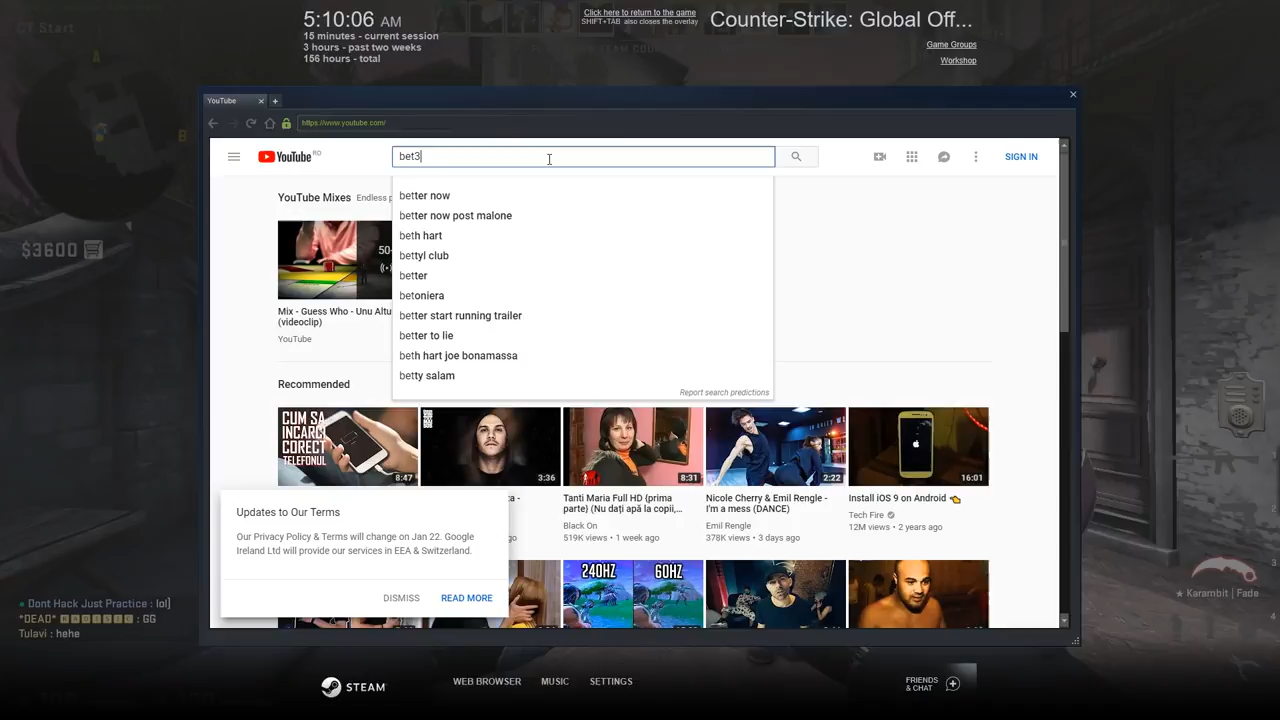 CT Start
5:10:06 AM
15 minutes - current session
3 hours - past two weeks
156 hours - total
Click here to return to the game
SHIFT+TAB also closes the overlay
Counter-Strike: Global Off...
Game Groups
Workshop
A
B
$3600
YouTube
https://www.youtube.com/
YouTube RO
bet3
SIGN IN
YouTube Mixes Endless
better now
better now post malone
beth hart
bettyl club
better
betoniera
better start running trailer
better to lie
beth hart joe bonamassa
betty salam
Report search predictions
50
Mix - Guess Who - Unu Altu
(videoclip)
YouTube
Recommended
CUM SA
INCARC
CORECT
TELEFONUL
8:47
3:36
8:31
2:22
16:01
Tanti Maria Full HD {prima
parte) (Nu dați apă la copii,...
Black On
519K views • 1 week ago
Nicole Cherry & Emil Rengle -
I'm a mess (DANCE)
Emil Rengle
378K views • 3 days ago
Install iOS 9 on Android
Tech Fire
12M views • 2 years ago
Updates to Our Terms
Our Privacy Policy & Terms will change on Jan 22. Google
Ireland Ltd will provide our services in EEA & Switzerland.
DISMISS
READ MORE
240HZ
60HZ
Dont Hack Just Practice : lol]
*DEAD* KADISIK : GG
Tulavi : hehe
★ Karambit | Fade
STEAM
WEB BROWSER
MUSIC
SETTINGS
FRIENDS
& CHAT